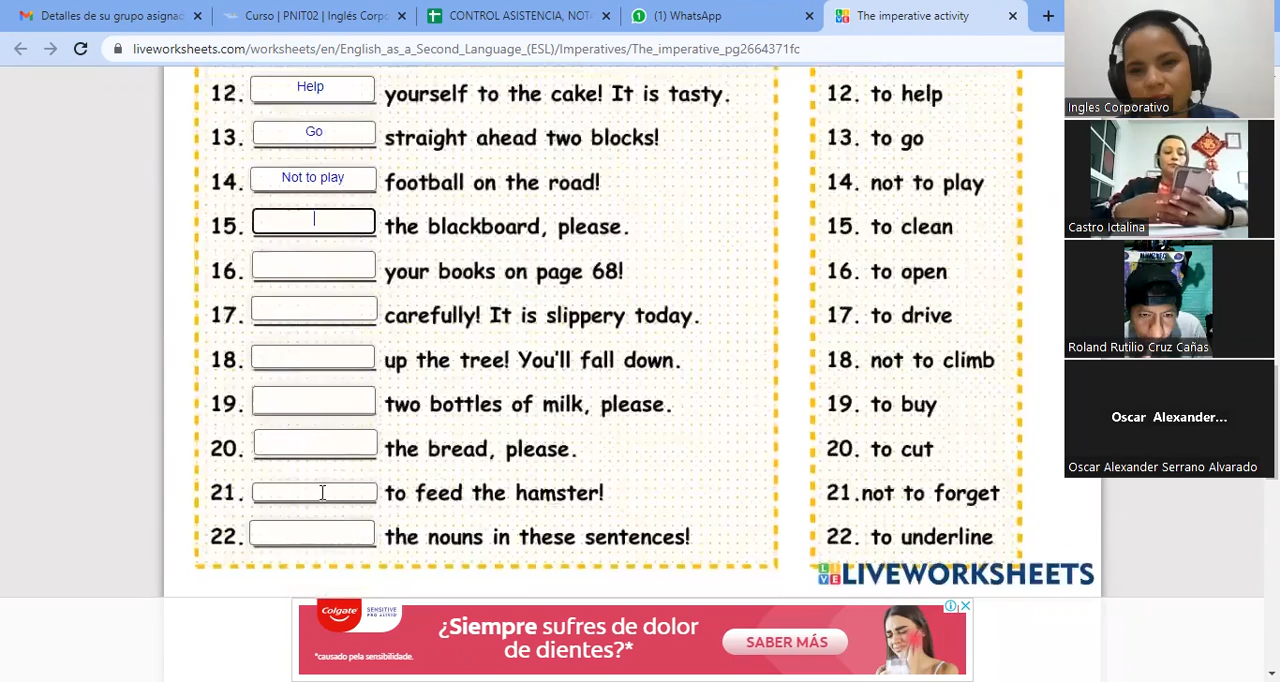 Detalles de su grupo asignad
Curso | PNITD2 | Inglés Corpo
CONTROL ASISTENCIA, NOTA
(1) WhatsApp
The imperative activity
liveworksheets.com/worksheets/en/English_as_a_Second_Language_(ESL)/Imperatives/The_imperative_pg2664371fc
12. Help yourself to the cake! It is tasty.
13. Go straight ahead two blocks!
14. Not to play football on the road!
15. the blackboard, please.
16. your books on page 68!
17. carefully! It is slippery today.
18. up the tree! You'll fall down.
19. two bottles of milk, please.
20. the bread, please.
21. to feed the hamster!
22. the nouns in these sentences!
12. to help
13. to go
14. not to play
15. to clean
16. to open
17. to drive
18. not to climb
19. to buy
20. to cut
21.not to forget
22. to underline
LIVEWORKSHEETS
Colgate
SENSITIVE
PRO ALIVIO
*causado pela sensibilidade.
¿Siempre sufres de dolor
de dientes?*
SABER MÁS
Ingles Corporativo
Castro Ictalina
Roland Rutilio Cruz Cañas
Oscar Alexander...
Oscar Alexander Serrano Alvarado